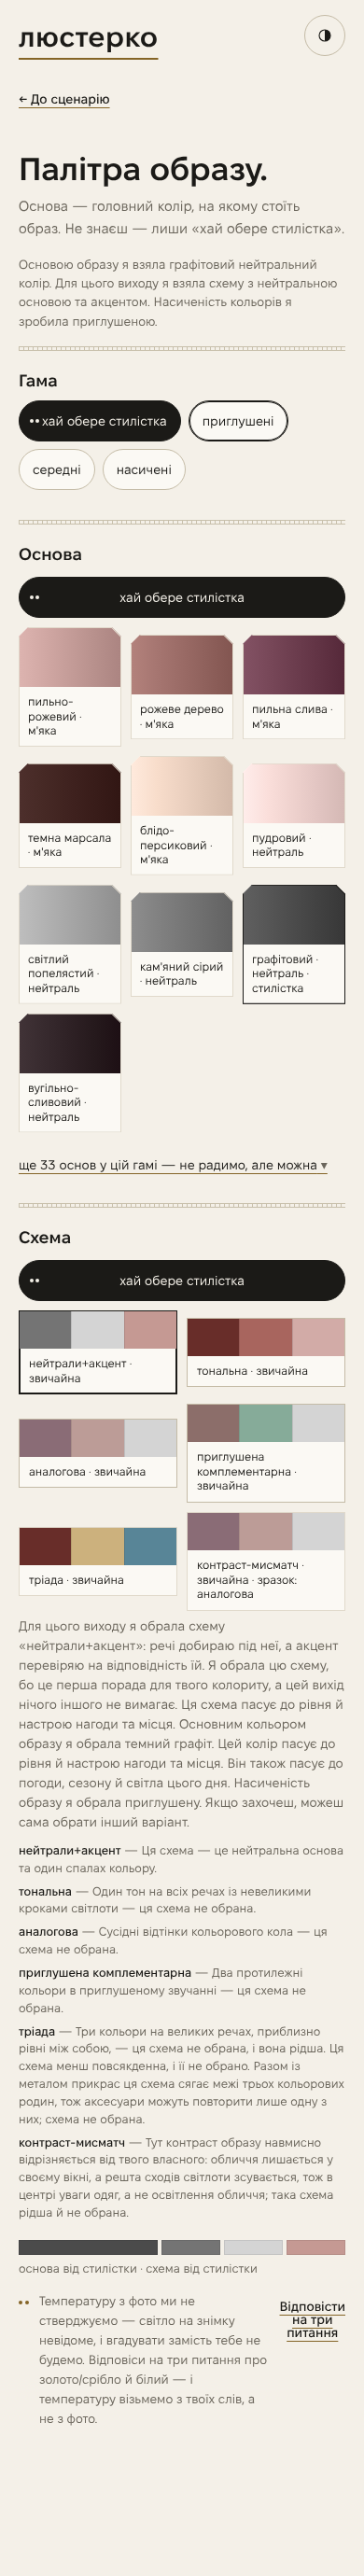 люстерко
← До сценарію
Палітра образу.
Основа — головний колір, на якому стоїть
образ. Не знаєш — лиши «хай обере стилістка».
Основою образу я взяла графітовий нейтральний
колір. Для цього виходу я взяла схему з нейтральною
основою та акцентом. Насиченість кольорів я
зробила приглушеною.
Гама
хай обере стилістка
приглушені
середні
насичені
Основа
хай обере стилістка
пильно-
рожевий ·
м'яка
рожеве дерево
· м'яка
пильна слива ·
м'яка
темна марсала
· м'яка
блідо-
персиковий ·
м'яка
пудровий ·
нейтраль
світлий
попелястий ·
нейтраль
кам'яний сірий
· нейтраль
графітовий ·
нейтраль ·
стилістка
вугільно-
сливовий ·
нейтраль
ще 33 основ у цій гамі — не радимо, але можна ▾
Схема
хай обере стилістка
нейтрали+акцент ·
звичайна
тональна · звичайна
аналогова · звичайна
приглушена
комплементарна ·
звичайна
тріада · звичайна
контраст-мисматч ·
звичайна · зразок:
аналогова
Для цього виходу я обрала схему
«нейтрали+акцент»: речі добираю під неї, а акцент
перевіряю на відповідність їй. Я обрала цю схему,
бо це перша порада для твого колориту, а цей вихід
нічого іншого не вимагає. Ця схема пасує до рівня й
настрою нагоди та місця. Основним кольором
образу я обрала темний графіт. Цей колір пасує до
рівня й настрою нагоди та місця. Він також пасує до
погоди, сезону й світла цього дня. Насиченість
образу я обрала приглушену. Якщо захочеш, можеш
сама обрати інший варіант.
нейтрали+акцент — Ця схема — це нейтральна основа
та один спалах кольору.
тональна — Один тон на всіх речах із невеликими
кроками світлоти — ця схема не обрана.
аналогова — Сусідні відтінки кольорового кола — ця
схема не обрана.
приглушена комплементарна — Два протилежні
кольори в приглушеному звучанні — ця схема не
обрана.
тріада — Три кольори на великих речах, приблизно
рівні між собою, — ця схема не обрана, і вона рідша. Ця
схема менш повсякденна, і її не обрано. Разом із
металом прикрас ця схема сягає межі трьох кольорових
родин, тож аксесуари можуть повторити лише одну з
них; схема не обрана.
контраст-мисматч — Тут контраст образу навмисно
відрізняється від твого власного: обличчя лишається у
своєму вікні, а решта сходів світлоти зсувається, тож в
центрі уваги одяг, а не освітлення обличчя; така схема
рідша й не обрана.
основа від стилістки · схема від стилістки
Температуру з фото ми не
стверджуємо — світло на знімку
невідоме, і вгадувати замість тебе не
будемо. Відповіси на три питання про
золото/срібло й білий — і
температуру візьмемо з твоїх слів, а
не з фото.
Відповісти
на три
питання